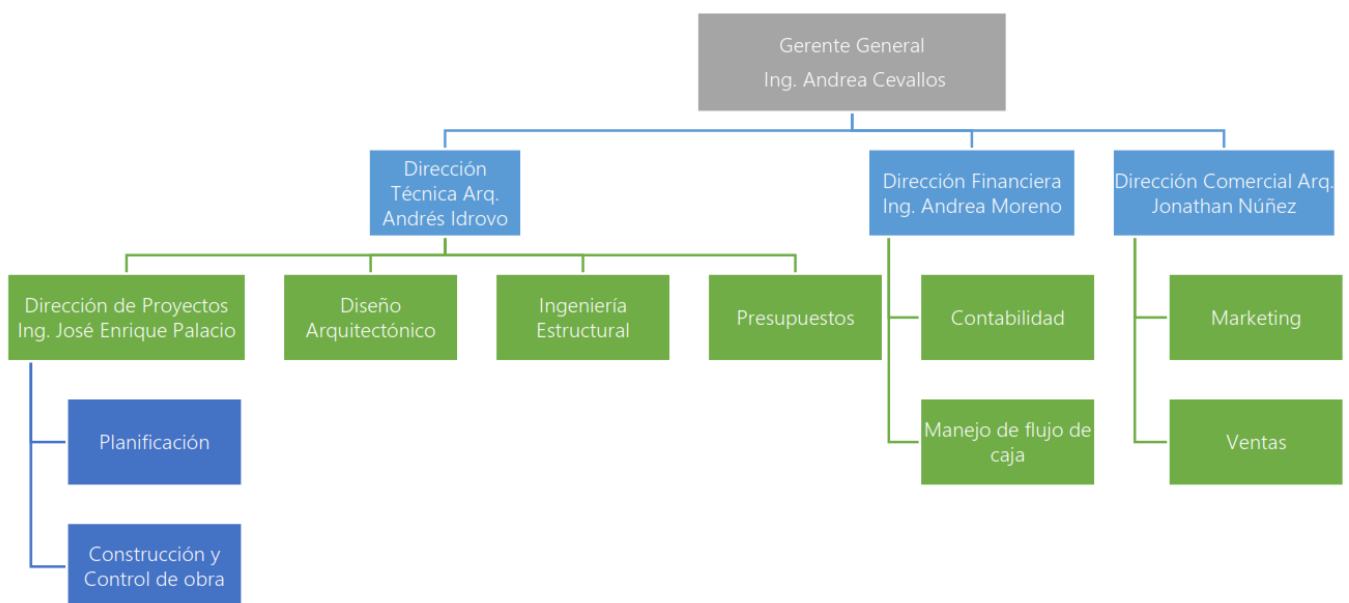 Gerente General
Ing. Andrea Cevallos
Dirección
Técnica Arq.
Andrés Idrovo
Dirección Financiera
Ing. Andrea Moreno
Dirección Comercial Arq.
Jonathan Núñez
Dirección de Proyectos
Ing. José Enrique Palacio
Diseño
Arquitectónico
Ingeniería
Estructural
Presupuestos
Contabilidad
Marketing
Planificación
Manejo de flujo de
caja
Ventas
Construcción y
Control de obra